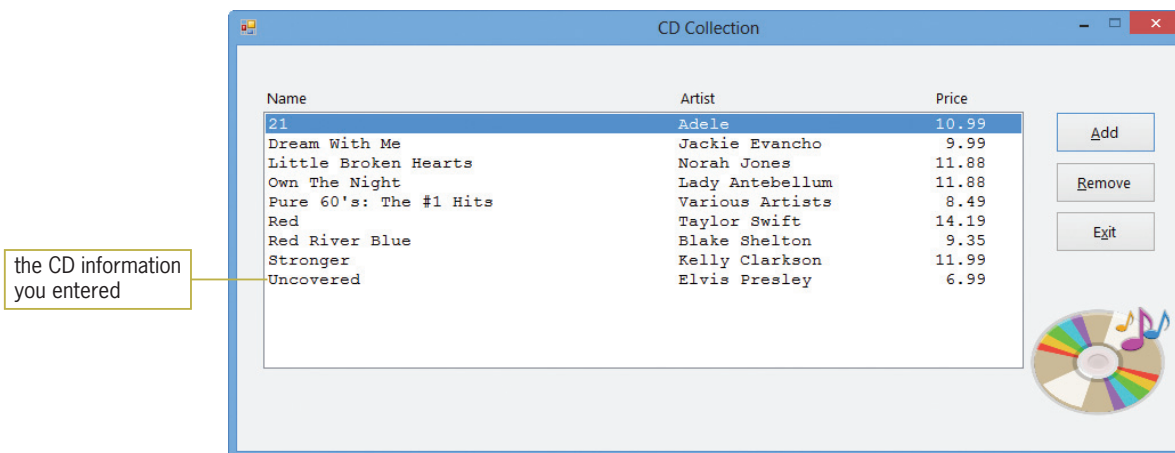 CD Collection
Name Artist Price
21 Adele 10.99
Dream With Me Jackie Evancho 9.99
Little Broken Hearts Norah Jones 11.88
Own The Night Lady Antebellum 11.88
Pure 60's: The #1 Hits Various Artists 8.49
Red Taylor Swift 14.19
Red River Blue Blake Shelton 9.35
Stronger Kelly Clarkson 11.99
Uncovered Elvis Presley 6.99
Add
Remove
Exit
the CD information
you entered